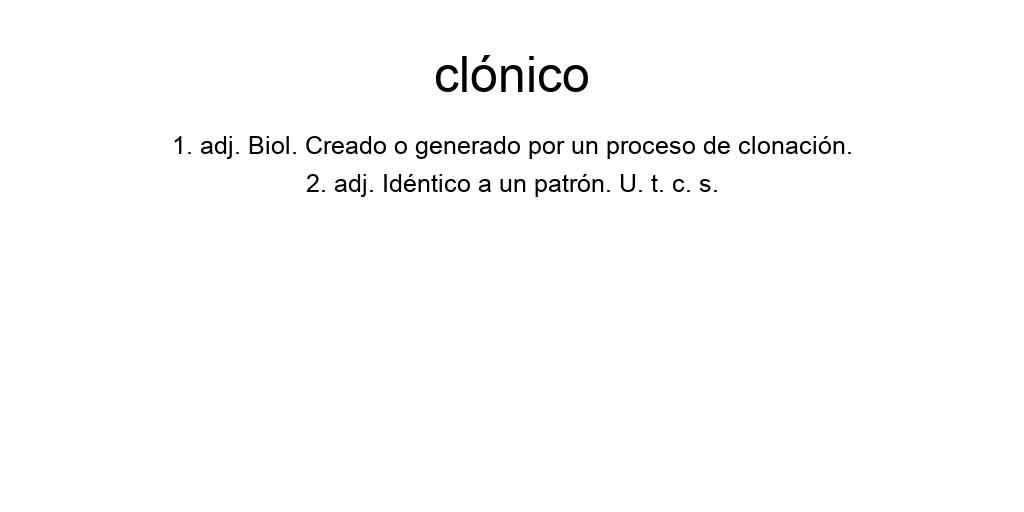 clónico
1. adj. Biol. Creado o generado por un proceso de clonación.
2. adj. Idéntico a un patrón. U. t. c. s.